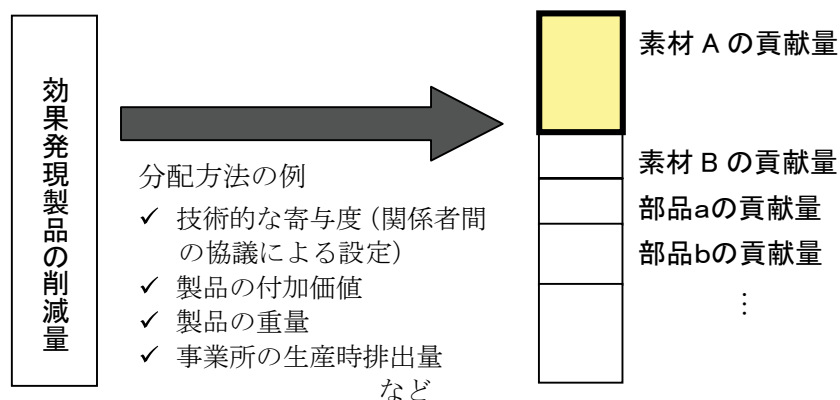 効果発現製品の削減量
分配方法の例
✓ 技術的な寄与度（関係者間
の協議による設定）
✓ 製品の付加価値
✓ 製品の重量
✓ 事業所の生産時排出量
など
素材 A の貢献量
素材 B の貢献量
部品aの貢献量
部品bの貢献量
⋮